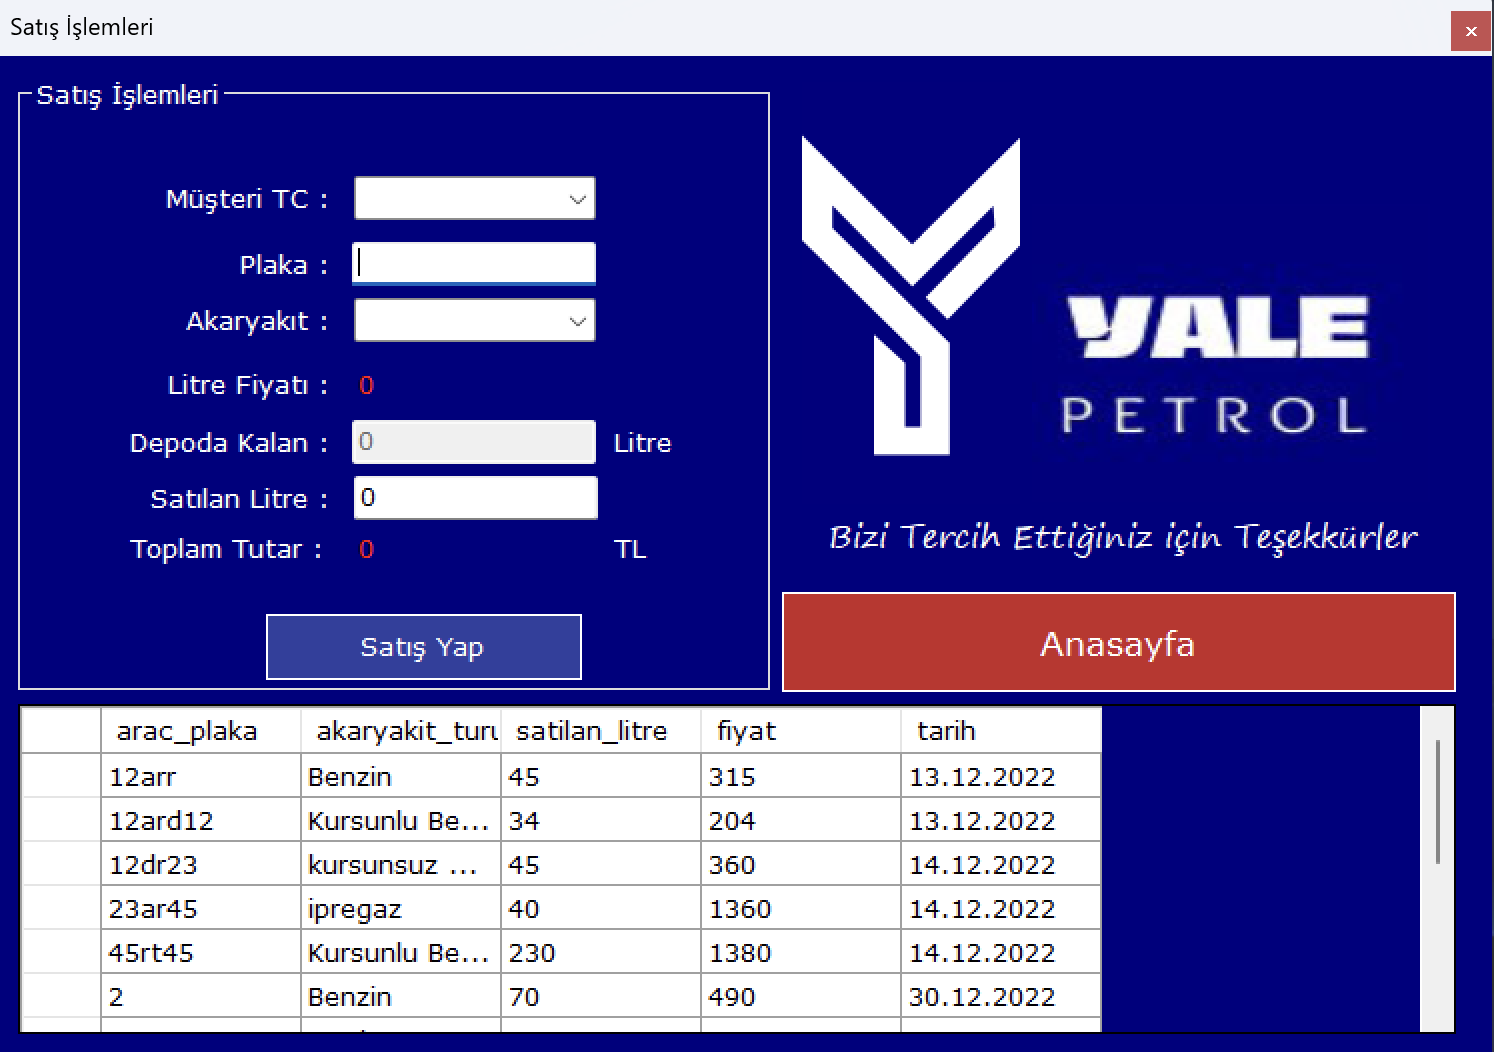 Satış İşlemleri
Satış İşlemleri
Müşteri TC :
Plaka :
Akaryakıt :
Litre Fiyatı : 0
Depoda Kalan : 0 Litre
Satılan Litre : 0
Toplam Tutar : 0 TL
Satış Yap
YALE
PETROL
Bizi Tercih Ettiğiniz için Teşekkürler
Anasayfa
arac_plaka akaryakit_turu satilan_litre fiyat tarih
12arr Benzin 45 315 13.12.2022
12ard12 Kursunlu Be... 34 204 13.12.2022
12dr23 kursunsuz ... 45 360 14.12.2022
23ar45 ipregaz 40 1360 14.12.2022
45rt45 Kursunlu Be... 230 1380 14.12.2022
2 Benzin 70 490 30.12.2022